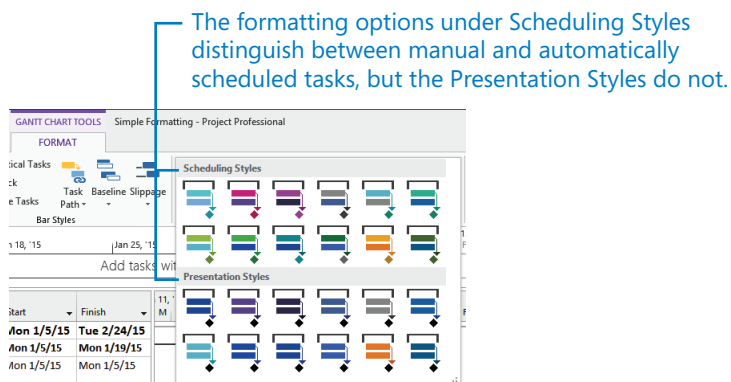 The formatting options under Scheduling Styles
distinguish between manual and automatically
scheduled tasks, but the Presentation Styles do not.
GANTT CHART TOOLS Simple Formatting - Project Professional
FORMAT
tical Tasks
ck
e Tasks
Task Path
Baseline
Slippage
Bar Styles
Scheduling Styles
18, '15
Jan 25, '15
Add tasks wit
Presentation Styles
Start Finish
11, '
M
Mon 1/5/15 Tue 2/24/15
Mon 1/5/15 Mon 1/19/15
Mon 1/5/15 Mon 1/5/15